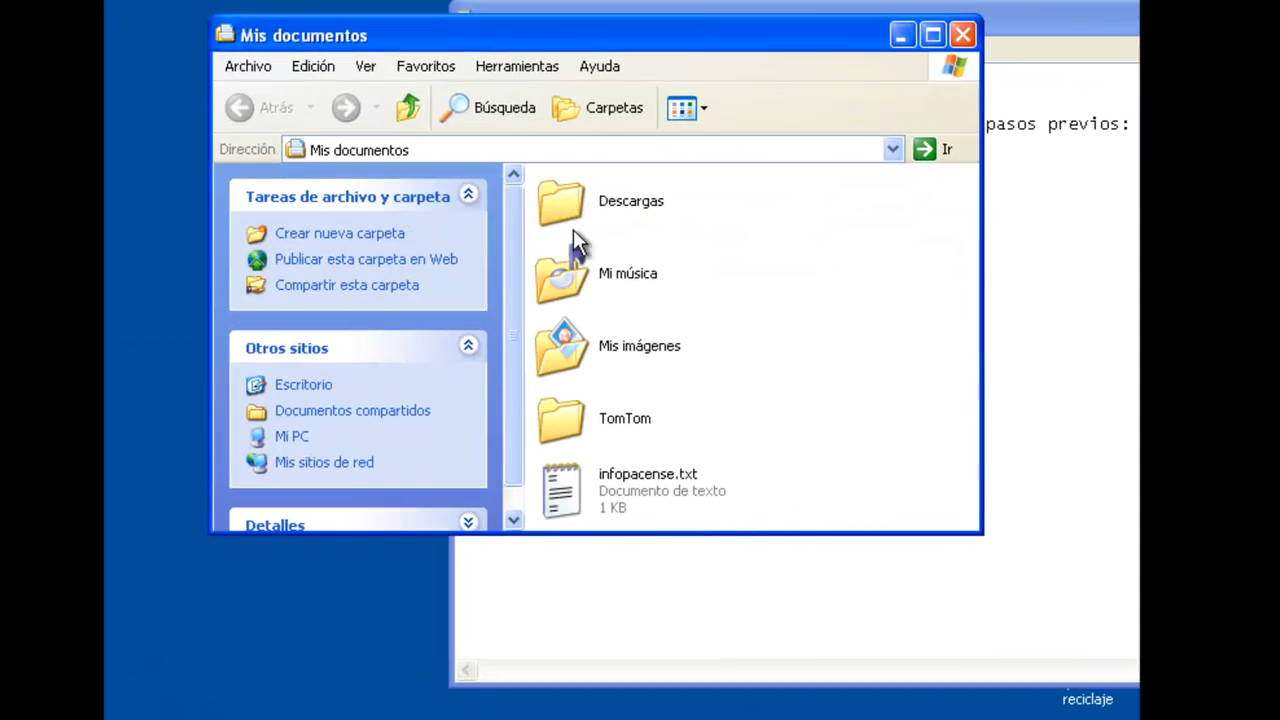 Mis documentos
Archivo Edición Ver Favoritos Herramientas Ayuda
Atrás Búsqueda Carpetas
Dirección Mis documentos Ir
Tareas de archivo y carpeta
Crear nueva carpeta
Publicar esta carpeta en Web
Compartir esta carpeta
Otros sitios
Escritorio
Documentos compartidos
Mi PC
Mis sitios de red
Detalles
Descargas
Mi música
Mis imágenes
TomTom
infopacense.txt
Documento de texto
1 KB
pasos previos:
reciclaje